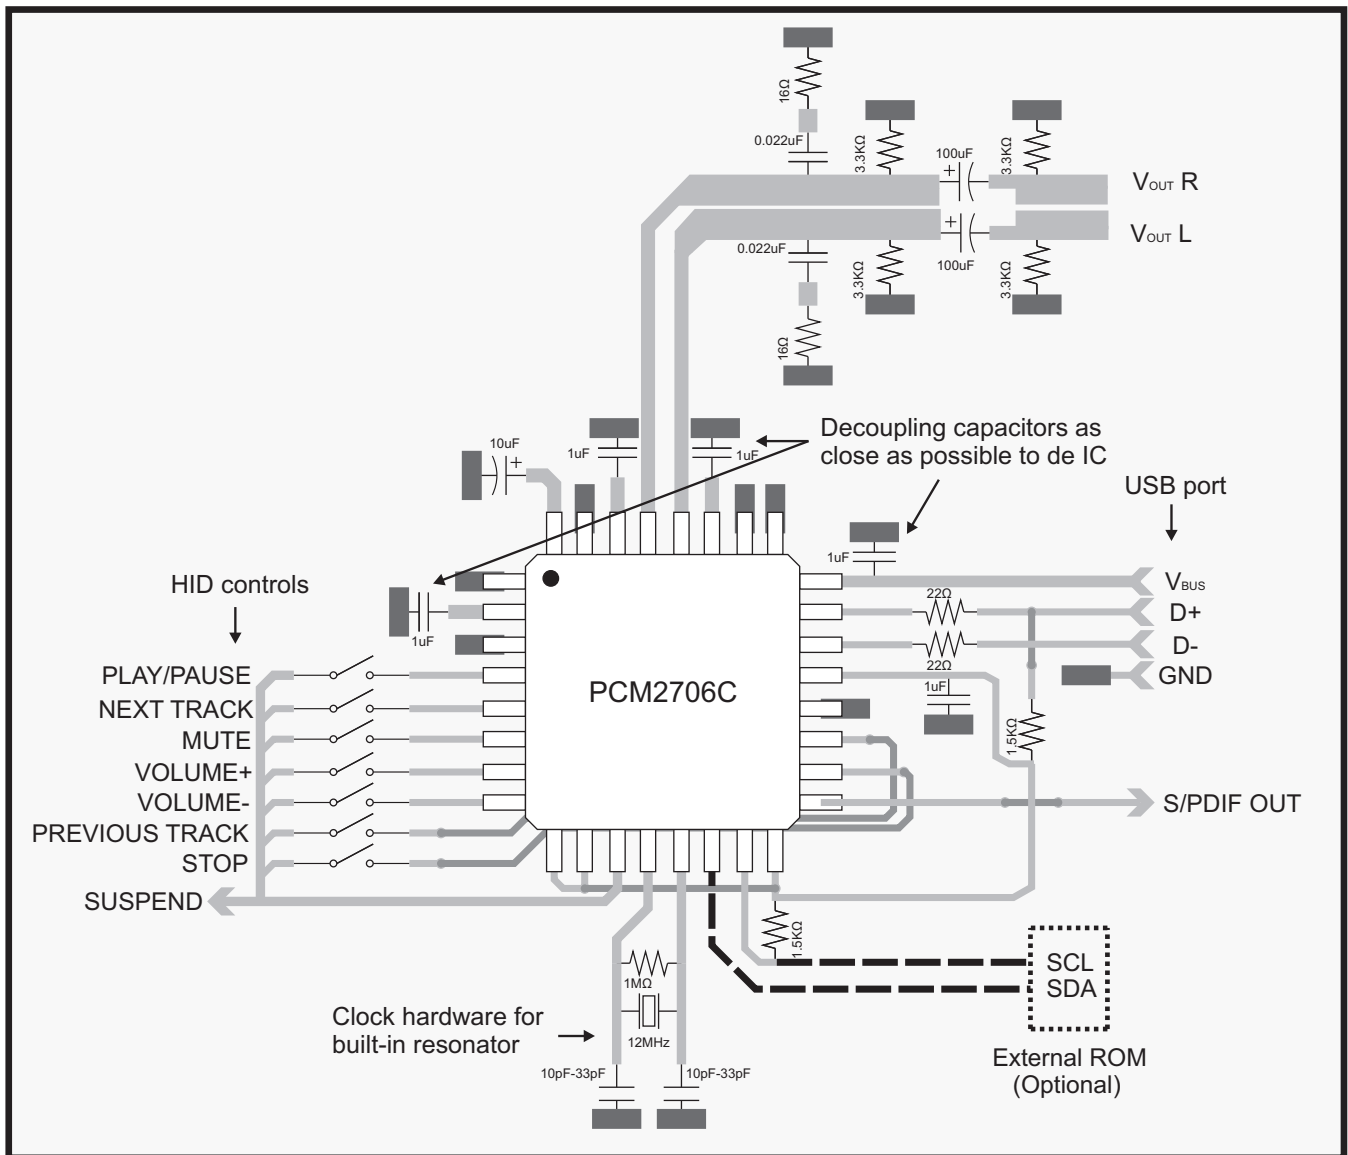 16Ω
0.022uF
3.3KΩ
100uF
3.3KΩ
VOUT R
VOUT L
0.022uF
3.3KΩ
100uF
3.3KΩ
16Ω
10uF
+
1uF
1uF
Decoupling capacitors as
close as possible to de IC
USB port
1uF
HID controls
1uF
22Ω
VBUS
D+
D-
22Ω
GND
1uF
1.5KΩ
PCM2706C
PLAY/PAUSE
NEXT TRACK
MUTE
VOLUME+
VOLUME-
PREVIOUS TRACK
STOP
SUSPEND
S/PDIF OUT
1.5KΩ
SCL
SDA
External ROM
(Optional)
1MΩ
12MHz
Clock hardware for
built-in resonator
10pF-33pF
10pF-33pF